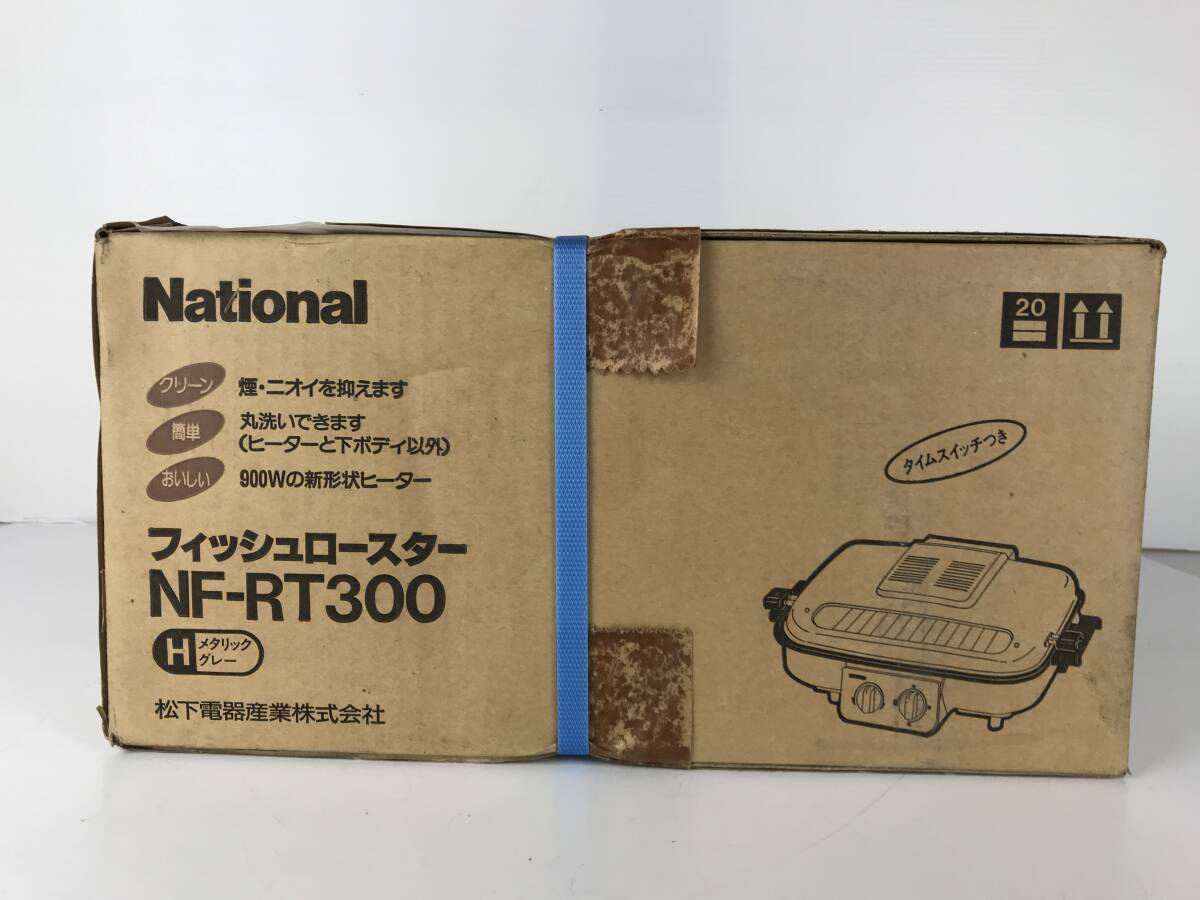 National
クリーン 煙・ニオイを抑えます
簡単 丸洗いできます
(ヒーターと下ボディ以外)
おいしい 900Wの新形状ヒーター
フィッシュロースター
NF-RT300
H メタリック
グレー
松下電器産業株式会社
20
タイムスイッチつき